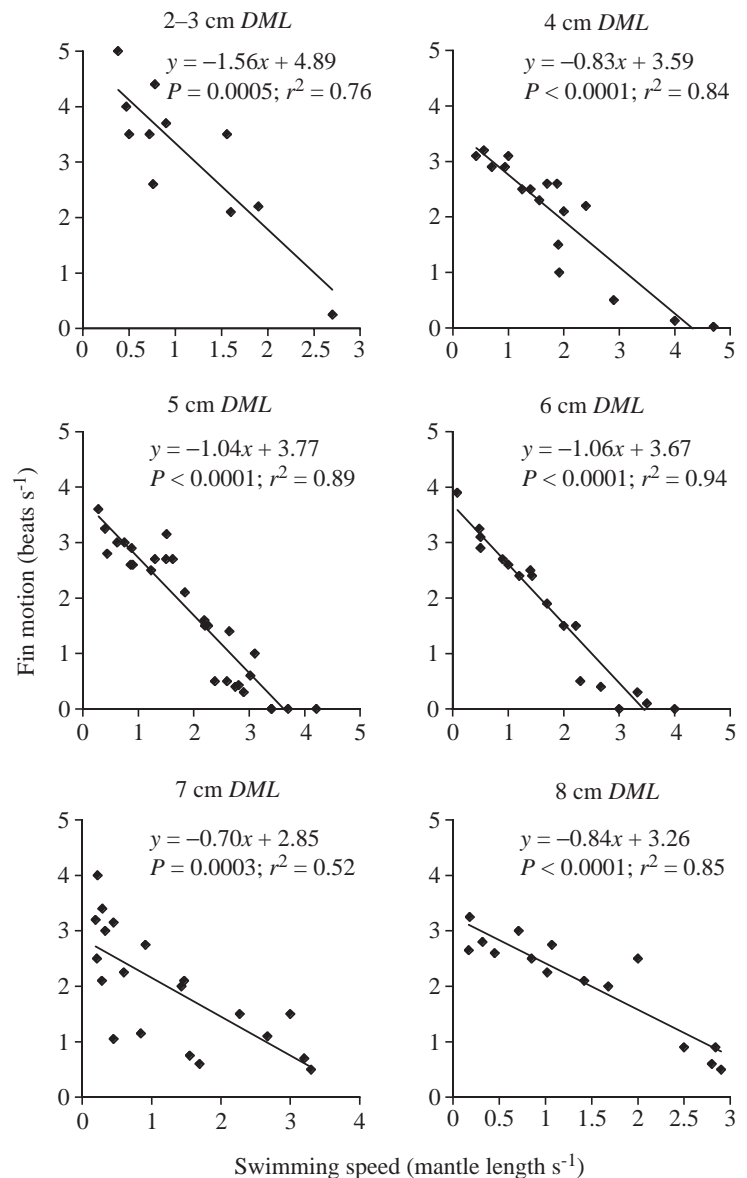 2–3 cm DML
y = –1.56x + 4.89
P = 0.0005; r² = 0.76
5
4
3
2
1
0
0 0.5 1 1.5 2 2.5 3
4 cm DML
y = –0.83x + 3.59
P < 0.0001; r² = 0.84
5
4
3
2
1
0
0 1 2 3 4 5
5 cm DML
y = –1.04x + 3.77
P < 0.0001; r² = 0.89
5
4
3
2
1
0
0 1 2 3 4 5
6 cm DML
y = –1.06x + 3.67
P < 0.0001; r² = 0.94
5
4
3
2
1
0
0 1 2 3 4 5
Fin motion (beats s⁻¹)
7 cm DML
y = –0.70x + 2.85
P = 0.0003; r² = 0.52
5
4
3
2
1
0
0 1 2 3 4
8 cm DML
y = –0.84x + 3.26
P < 0.0001; r² = 0.85
5
4
3
2
1
0
0 0.5 1 1.5 2 2.5 3
Swimming speed (mantle length s⁻¹)